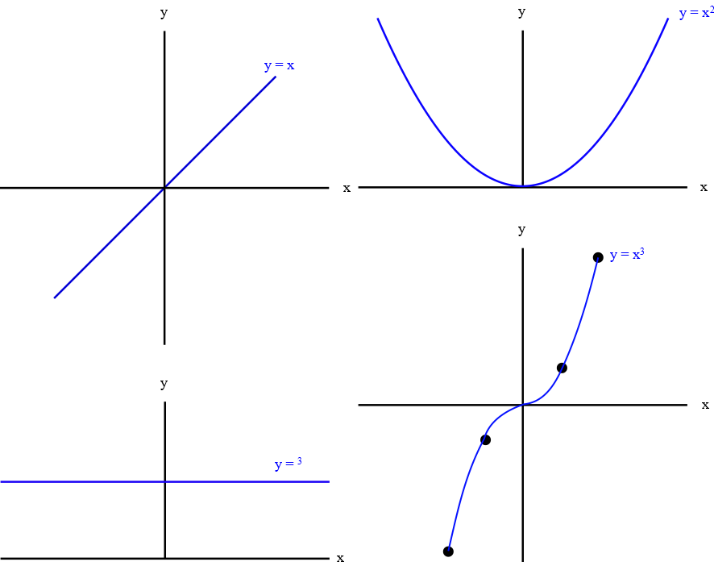 y
y = x
x
y
y = x²
x
y
y = x³
x
y
y = ³
x